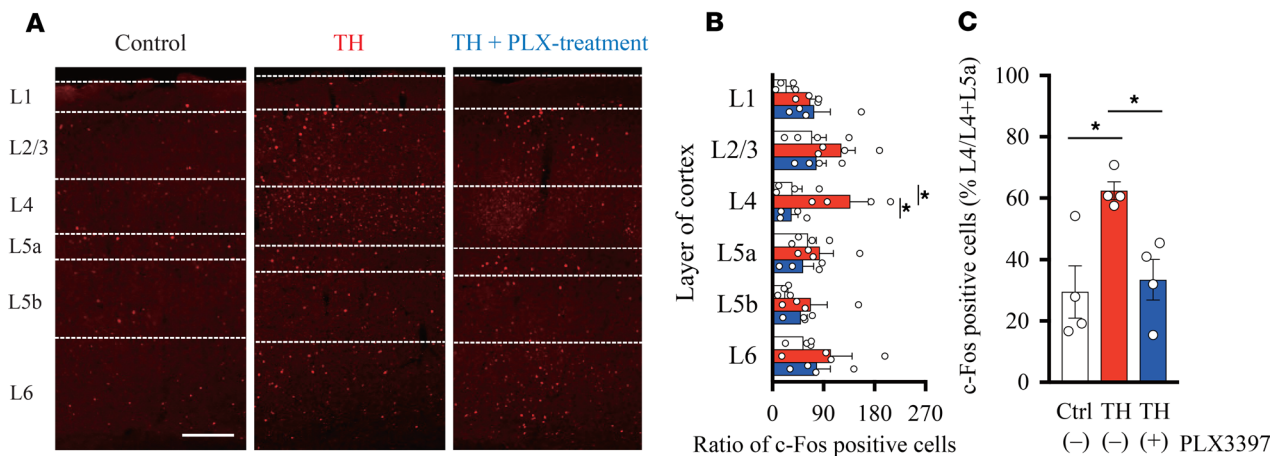 A
Control
TH
TH + PLX-treatment
L1
L2/3
L4
L5a
L5b
L6
B
Layer of cortex
L1
L2/3
L4
*
*
L5a
L5b
L6
0 90 180 270
Ratio of c-Fos positive cells
C
c-Fos positive cells (% L4/L4+L5a)
100
80
60
40
20
0
*
*
Ctrl TH TH
(–) (–) (+) PLX3397